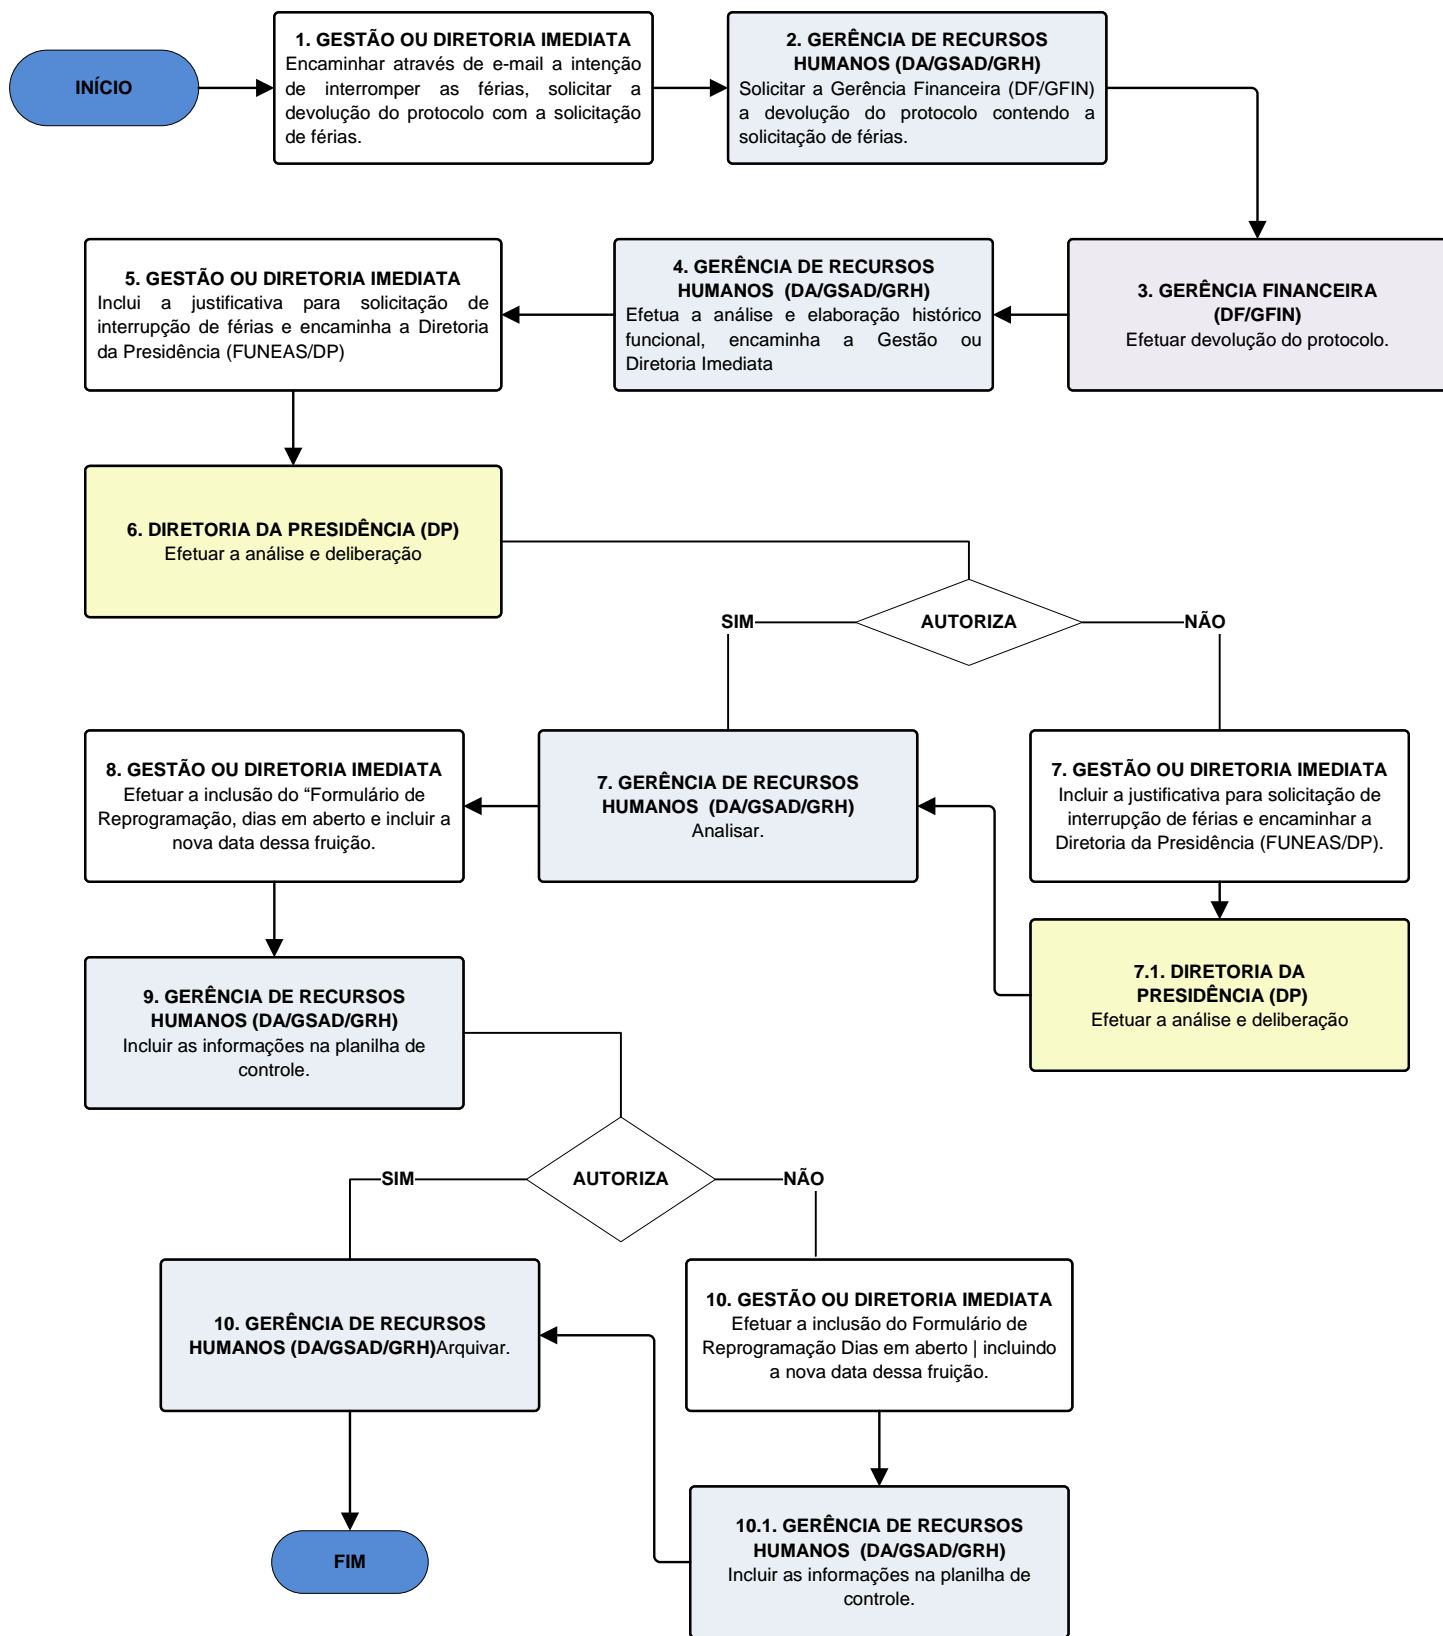 INÍCIO
1. GESTÃO OU DIRETORIA IMEDIATA
Encaminhar através de e-mail a intenção
de interromper as férias, solicitar a
devolução do protocolo com a solicitação
de férias.
2. GERÊNCIA DE RECURSOS
HUMANOS (DA/GSAD/GRH)
Solicitar a Gerência Financeira (DF/GFIN)
a devolução do protocolo contendo a
solicitação de férias.
3. GERÊNCIA FINANCEIRA
(DF/GFIN)
Efetuar devolução do protocolo.
4. GERÊNCIA DE RECURSOS
HUMANOS (DA/GSAD/GRH)
Efetua a análise e elaboração histórico
funcional, encaminha a Gestão ou
Diretoria Imediata
5. GESTÃO OU DIRETORIA IMEDIATA
Inclui a justificativa para solicitação de
interrupção de férias e encaminha a Diretoria
da Presidência (FUNEAS/DP)
6. DIRETORIA DA PRESIDÊNCIA (DP)
Efetuar a análise e deliberação
SIM
AUTORIZA
NÃO
7. GERÊNCIA DE RECURSOS
HUMANOS (DA/GSAD/GRH)
Analisar.
7. GESTÃO OU DIRETORIA IMEDIATA
Incluir a justificativa para solicitação de
interrupção de férias e encaminhar a
Diretoria da Presidência (FUNEAS/DP).
7.1. DIRETORIA DA
PRESIDÊNCIA (DP)
Efetuar a análise e deliberação
8. GESTÃO OU DIRETORIA IMEDIATA
Efetuar a inclusão do “Formulário de
Reprogramação, dias em aberto e incluir a
nova data dessa fruição.
9. GERÊNCIA DE RECURSOS
HUMANOS (DA/GSAD/GRH)
Incluir as informações na planilha de
controle.
SIM
AUTORIZA
NÃO
10. GERÊNCIA DE RECURSOS
HUMANOS (DA/GSAD/GRH)Arquivar.
10. GESTÃO OU DIRETORIA IMEDIATA
Efetuar a inclusão do Formulário de
Reprogramação Dias em aberto | incluindo
a nova data dessa fruição.
10.1. GERÊNCIA DE RECURSOS
HUMANOS (DA/GSAD/GRH)
Incluir as informações na planilha de
controle.
FIM